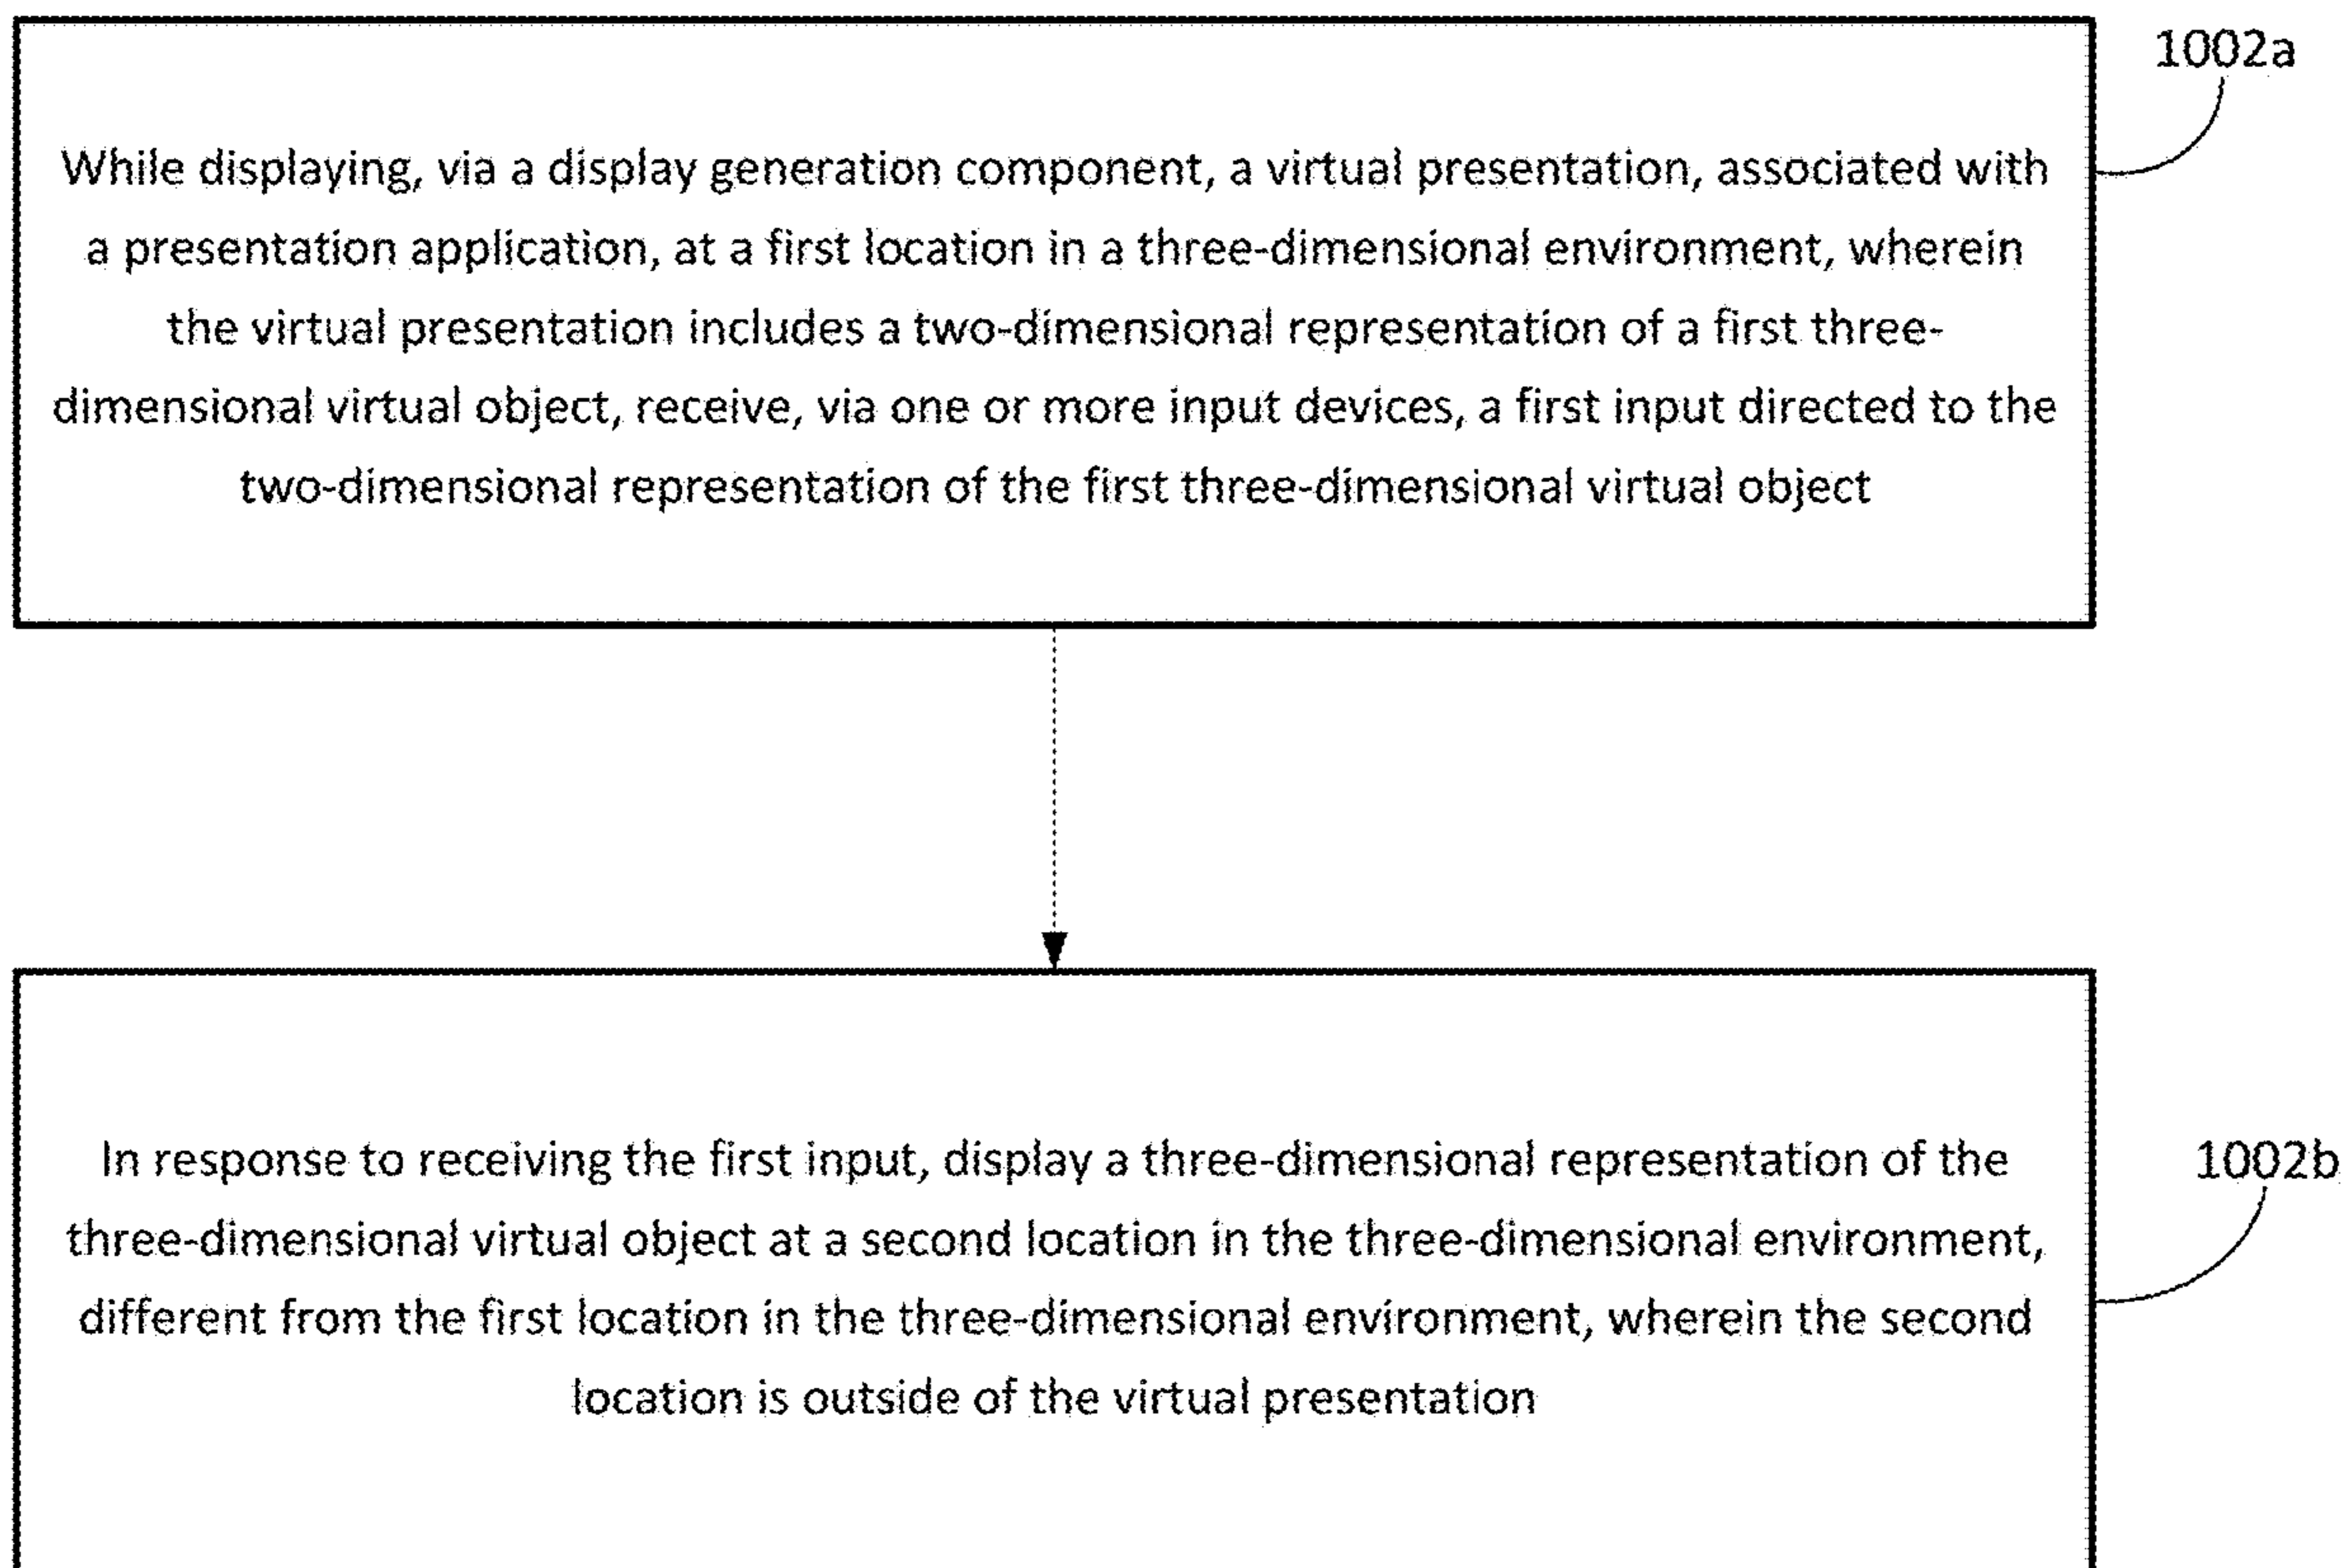 1002a
While displaying, via a display generation component, a virtual presentation, associated with
a presentation application, at a first location in a three-dimensional environment, wherein
the virtual presentation includes a two-dimensional representation of a first three-
dimensional virtual object, receive, via one or more input devices, a first input directed to the
two-dimensional representation of the first three-dimensional virtual object
In response to receiving the first input, display a three-dimensional representation of the
1002b
three-dimensional virtual object at a second location in the three-dimensional environment,
different from the first location in the three-dimensional environment, wherein the second
location is outside of the virtual presentation